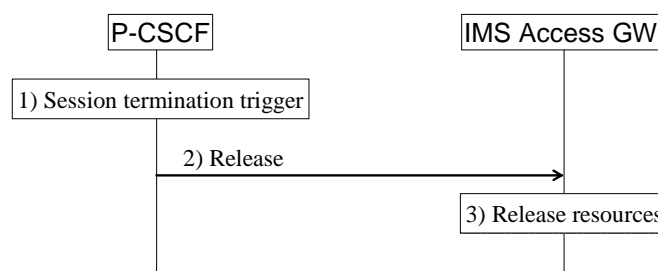 P-CSCF
IMS Access GW
1) Session termination trigger
2) Release
3) Release resources